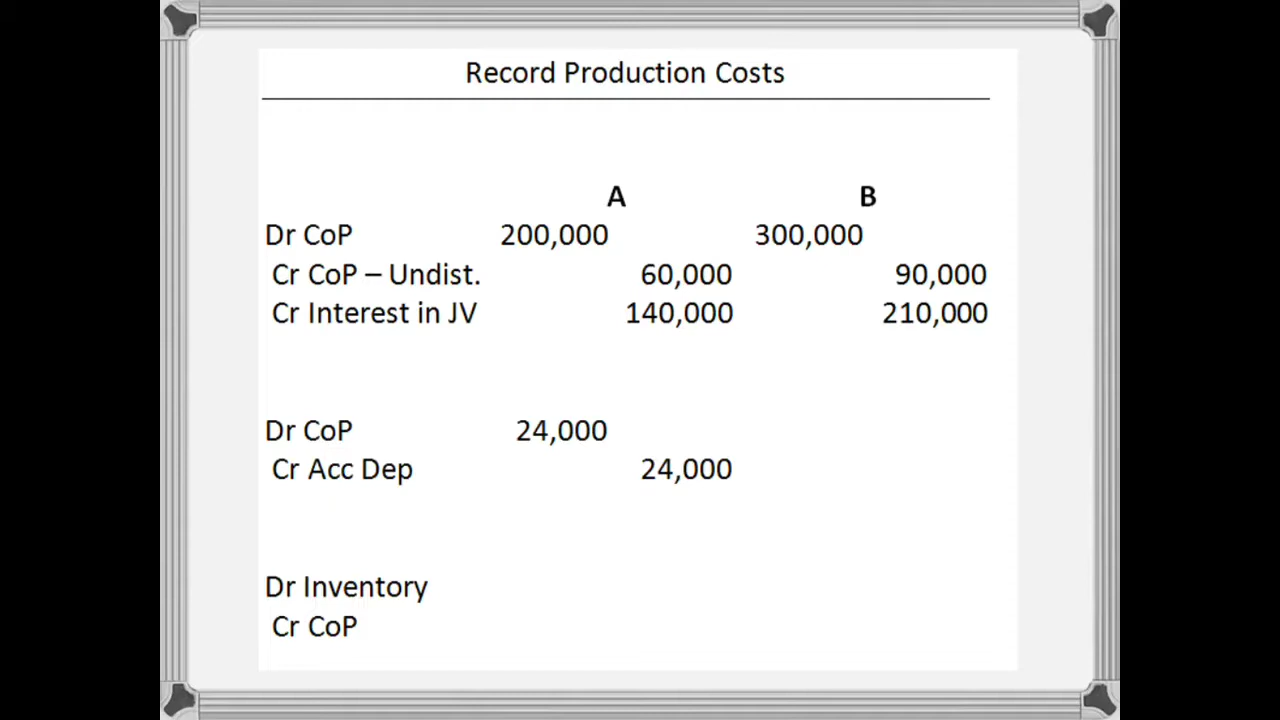 Record Production Costs
A B
Dr CoP 200,000 300,000
Cr CoP – Undist. 60,000 90,000
Cr Interest in JV 140,000 210,000
Dr CoP 24,000
Cr Acc Dep 24,000
Dr Inventory
Cr CoP